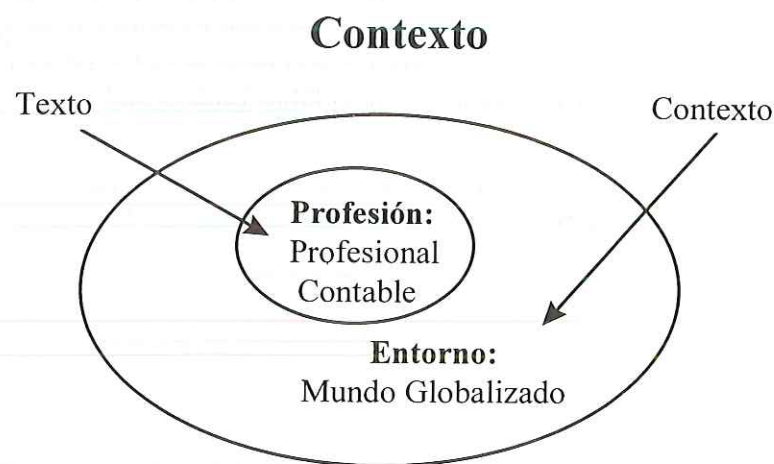 Contexto
Texto
Contexto
Profesión:
Profesional
Contable
Entorno:
Mundo Globalizado